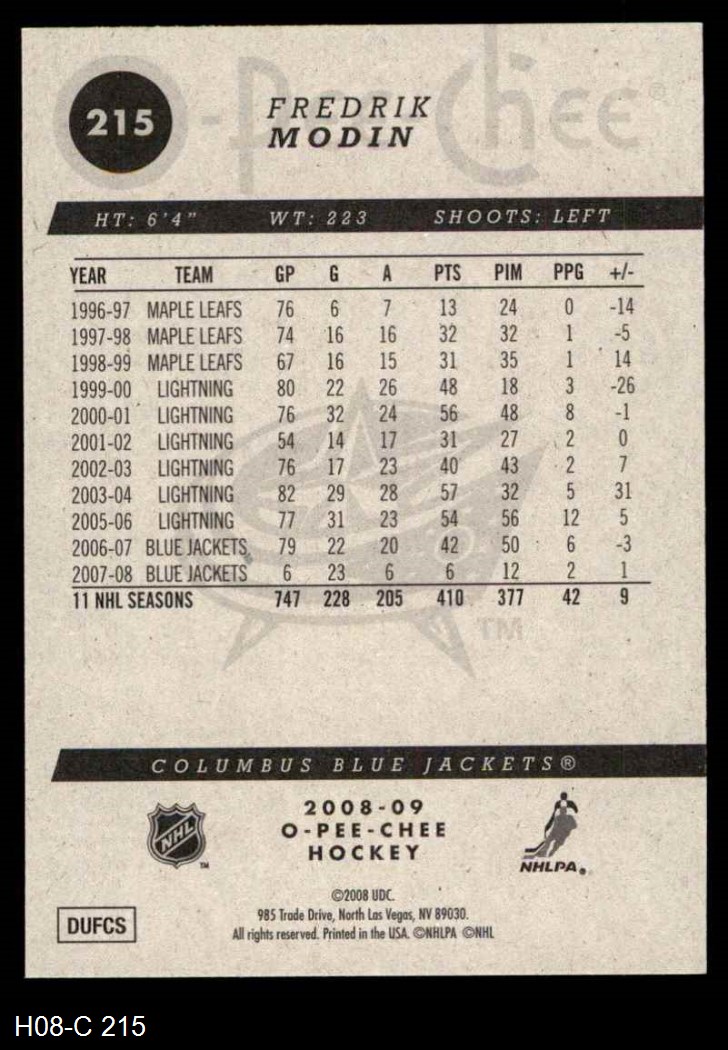 O-Pee-Chee®
215
FREDRIK
MODIN
HT: 6'4" WT: 223 SHOOTS: LEFT
YEAR TEAM GP G A PTS PIM PPG +/-
1996-97 MAPLE LEAFS 76 6 7 13 24 0 -14
1997-98 MAPLE LEAFS 74 16 16 32 32 1 -5
1998-99 MAPLE LEAFS 67 16 15 31 35 1 14
1999-00 LIGHTNING 80 22 26 48 18 3 -26
2000-01 LIGHTNING 76 32 24 56 48 8 -1
2001-02 LIGHTNING 54 14 17 31 27 2 0
2002-03 LIGHTNING 76 17 23 40 43 2 7
2003-04 LIGHTNING 82 29 28 57 32 5 31
2005-06 LIGHTNING 77 31 23 54 56 12 5
2006-07 BLUE JACKETS 79 22 20 42 50 6 -3
2007-08 BLUE JACKETS 6 23 6 6 12 2 1
11 NHL SEASONS 747 228 205 410 377 42 9
TM
COLUMBUS BLUE JACKETS®
NHL
TM
2008-09
O-PEE-CHEE
HOCKEY
NHLPA®
©2008 UDC.
985 Trade Drive, North Las Vegas, NV 89030.
All rights reserved. Printed in the USA. ©NHLPA ©NHL
DUFCS
H08-C 215